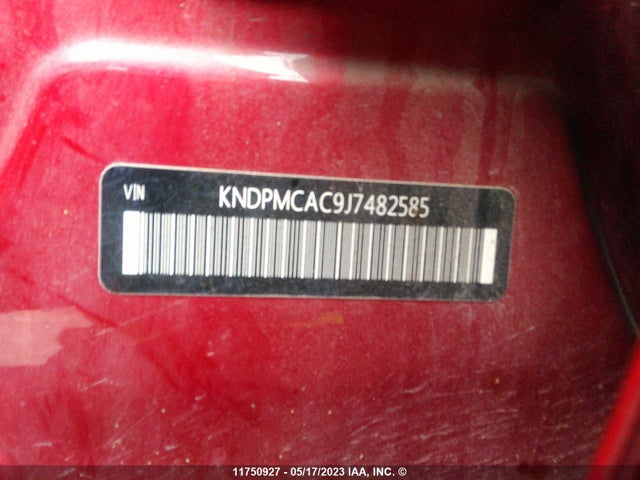 VIN
KNDPMCAC9J7482585
11750927 - 05/17/2023 IAA, INC. ©